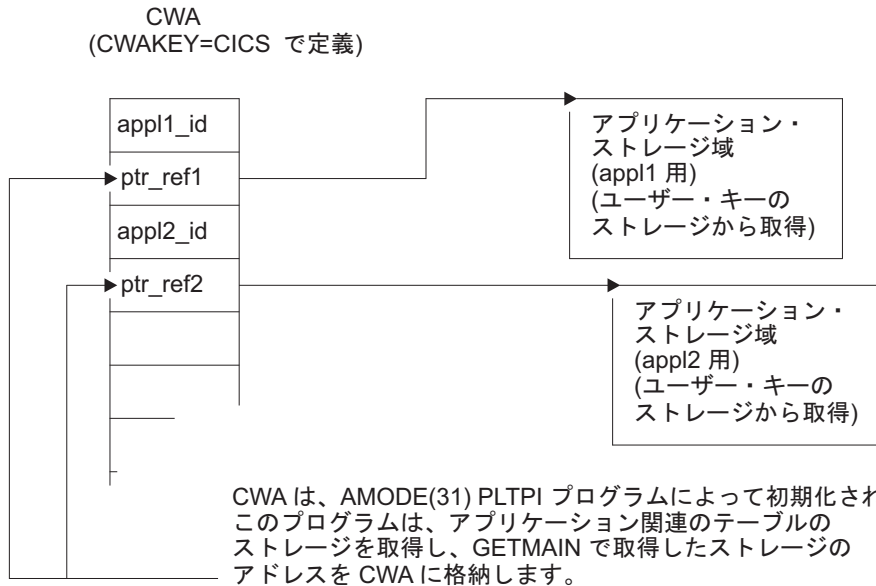 CWA
(CWAKEY=CICS で定義)
appl1_id
ptr_ref1
appl2_id
ptr_ref2
アプリケーション・
ストレージ域
(appl1 用)
(ユーザー・キーの
ストレージから取得)
アプリケーション・
ストレージ域
(appl2 用)
(ユーザー・キーの
ストレージから取得)
CWA は、AMODE(31) PLTPI プログラムによって初期化され
このプログラムは、アプリケーション関連のテーブルの
ストレージを取得し、GETMAIN で取得したストレージの
アドレスを CWA に格納します。